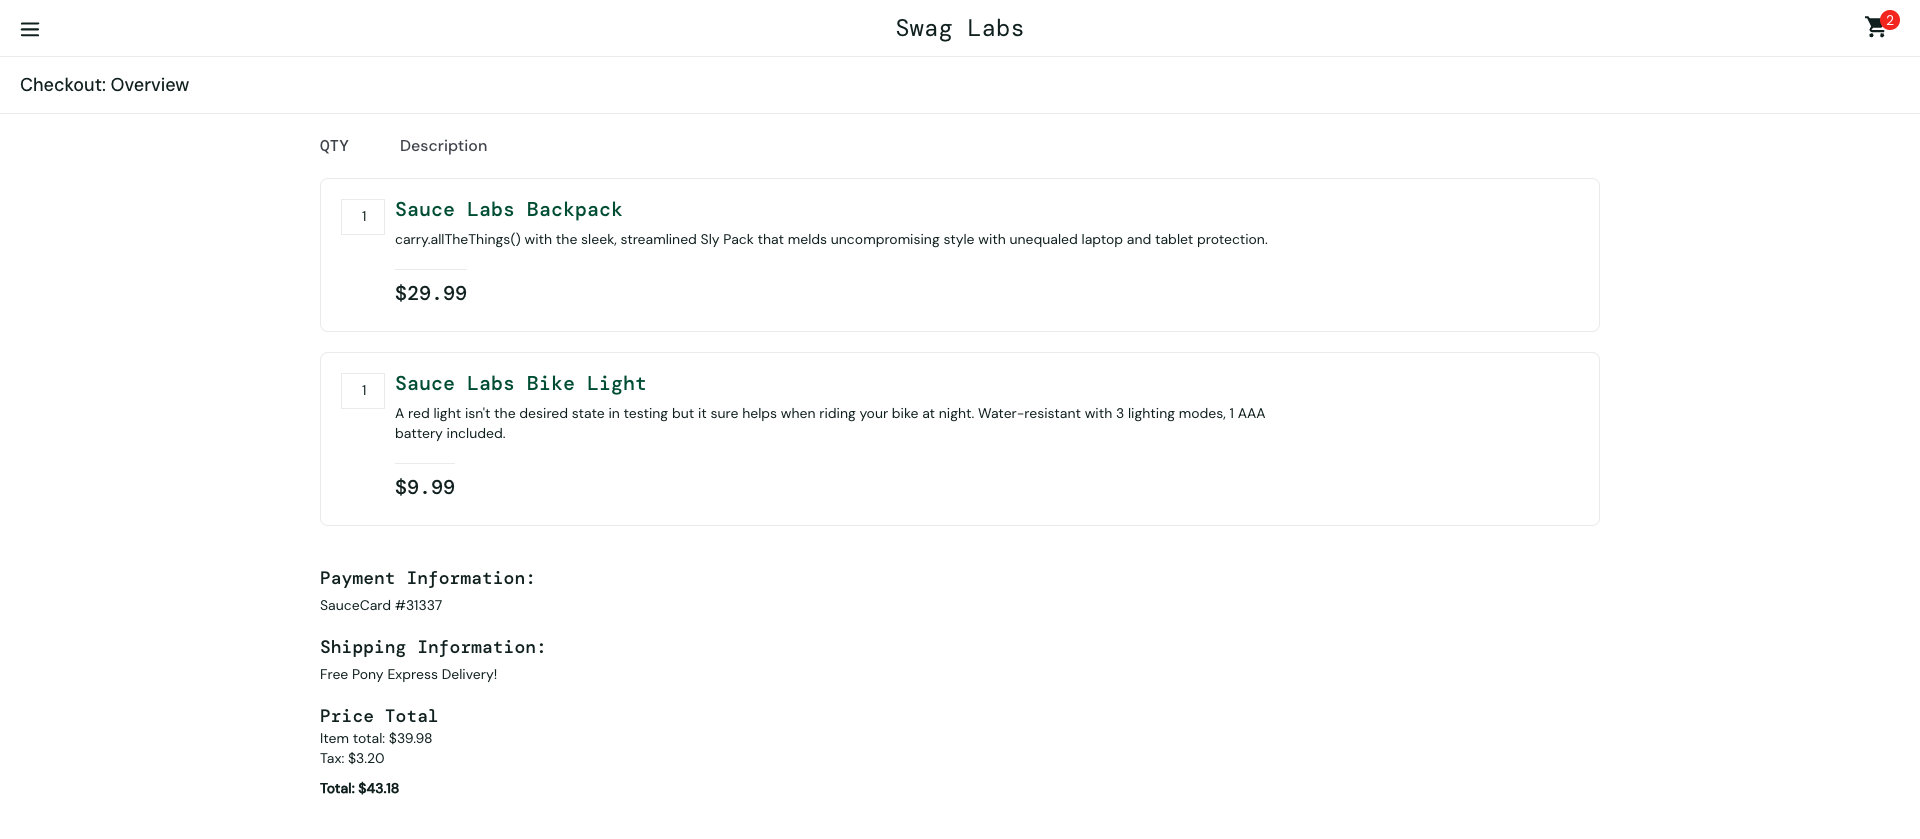 Swag Labs
2
Checkout: Overview
QTY Description
1
Sauce Labs Backpack
carry.allTheThings() with the sleek, streamlined Sly Pack that melds uncompromising style with unequaled laptop and tablet protection.
$29.99
1
Sauce Labs Bike Light
A red light isn't the desired state in testing but it sure helps when riding your bike at night. Water-resistant with 3 lighting modes, 1 AAA
battery included.
$9.99
Payment Information:
SauceCard #31337
Shipping Information:
Free Pony Express Delivery!
Price Total
Item total: $39.98
Tax: $3.20
Total: $43.18